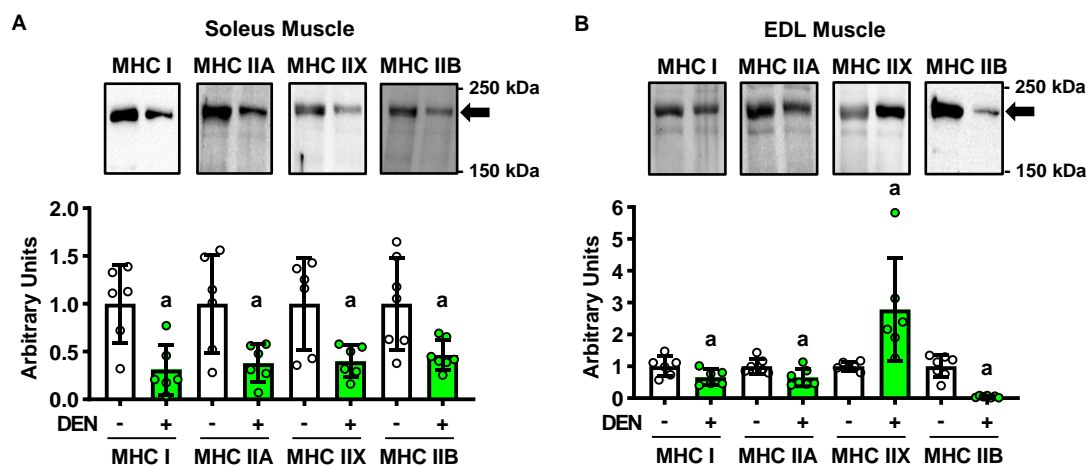 A
Soleus Muscle
MHC I MHC IIA MHC IIX MHC IIB
250 kDa
- 150 kDa
2.0
1.5
1.0
0.5
0.0
Arbitrary Units
a a a a
DEN - + - + - + - +
MHC I MHC IIA MHC IIX MHC IIB
B
EDL Muscle
MHC I MHC IIA MHC IIX MHC IIB
250 kDa
- 150 kDa
6
5
4
3
2
1
0
Arbitrary Units
a a a a
DEN - + - + - + - +
MHC I MHC IIA MHC IIX MHC IIB